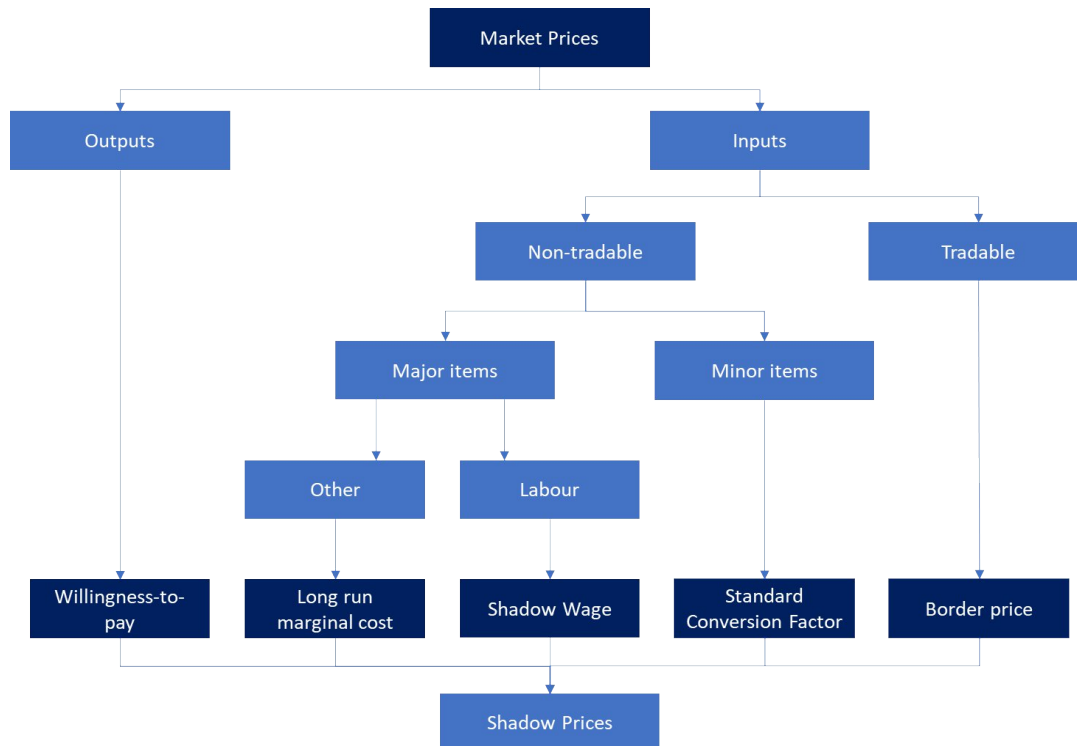 Market Prices
Outputs
Inputs
Non-tradable
Tradable
Major items
Minor items
Other
Labour
Willingness-to-
pay
Long run
marginal cost
Shadow Wage
Standard
Conversion Factor
Border price
Shadow Prices